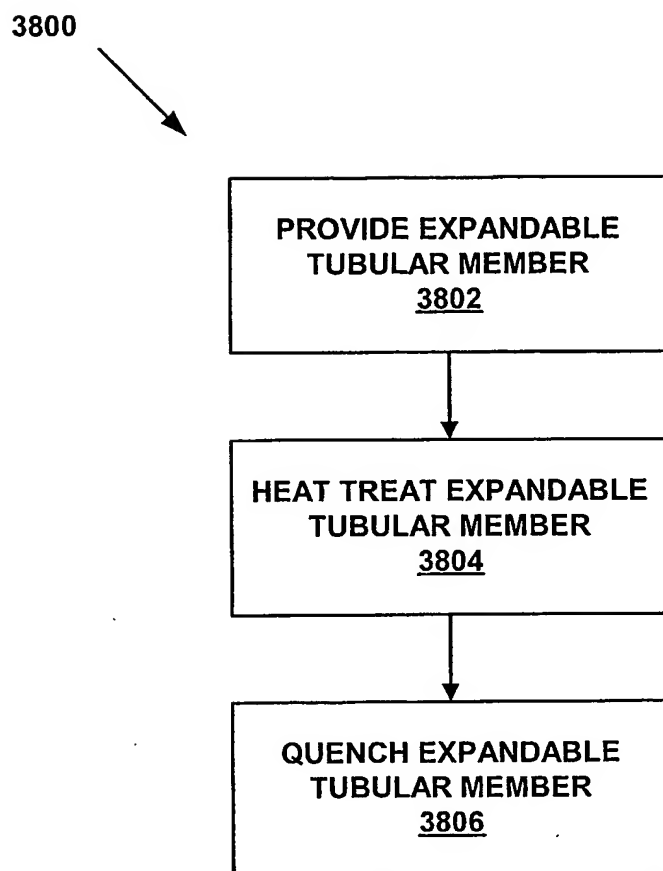 3800
PROVIDE EXPANDABLE
TUBULAR MEMBER
3802
HEAT TREAT EXPANDABLE
TUBULAR MEMBER
3804
QUENCH EXPANDABLE
TUBULAR MEMBER
3806